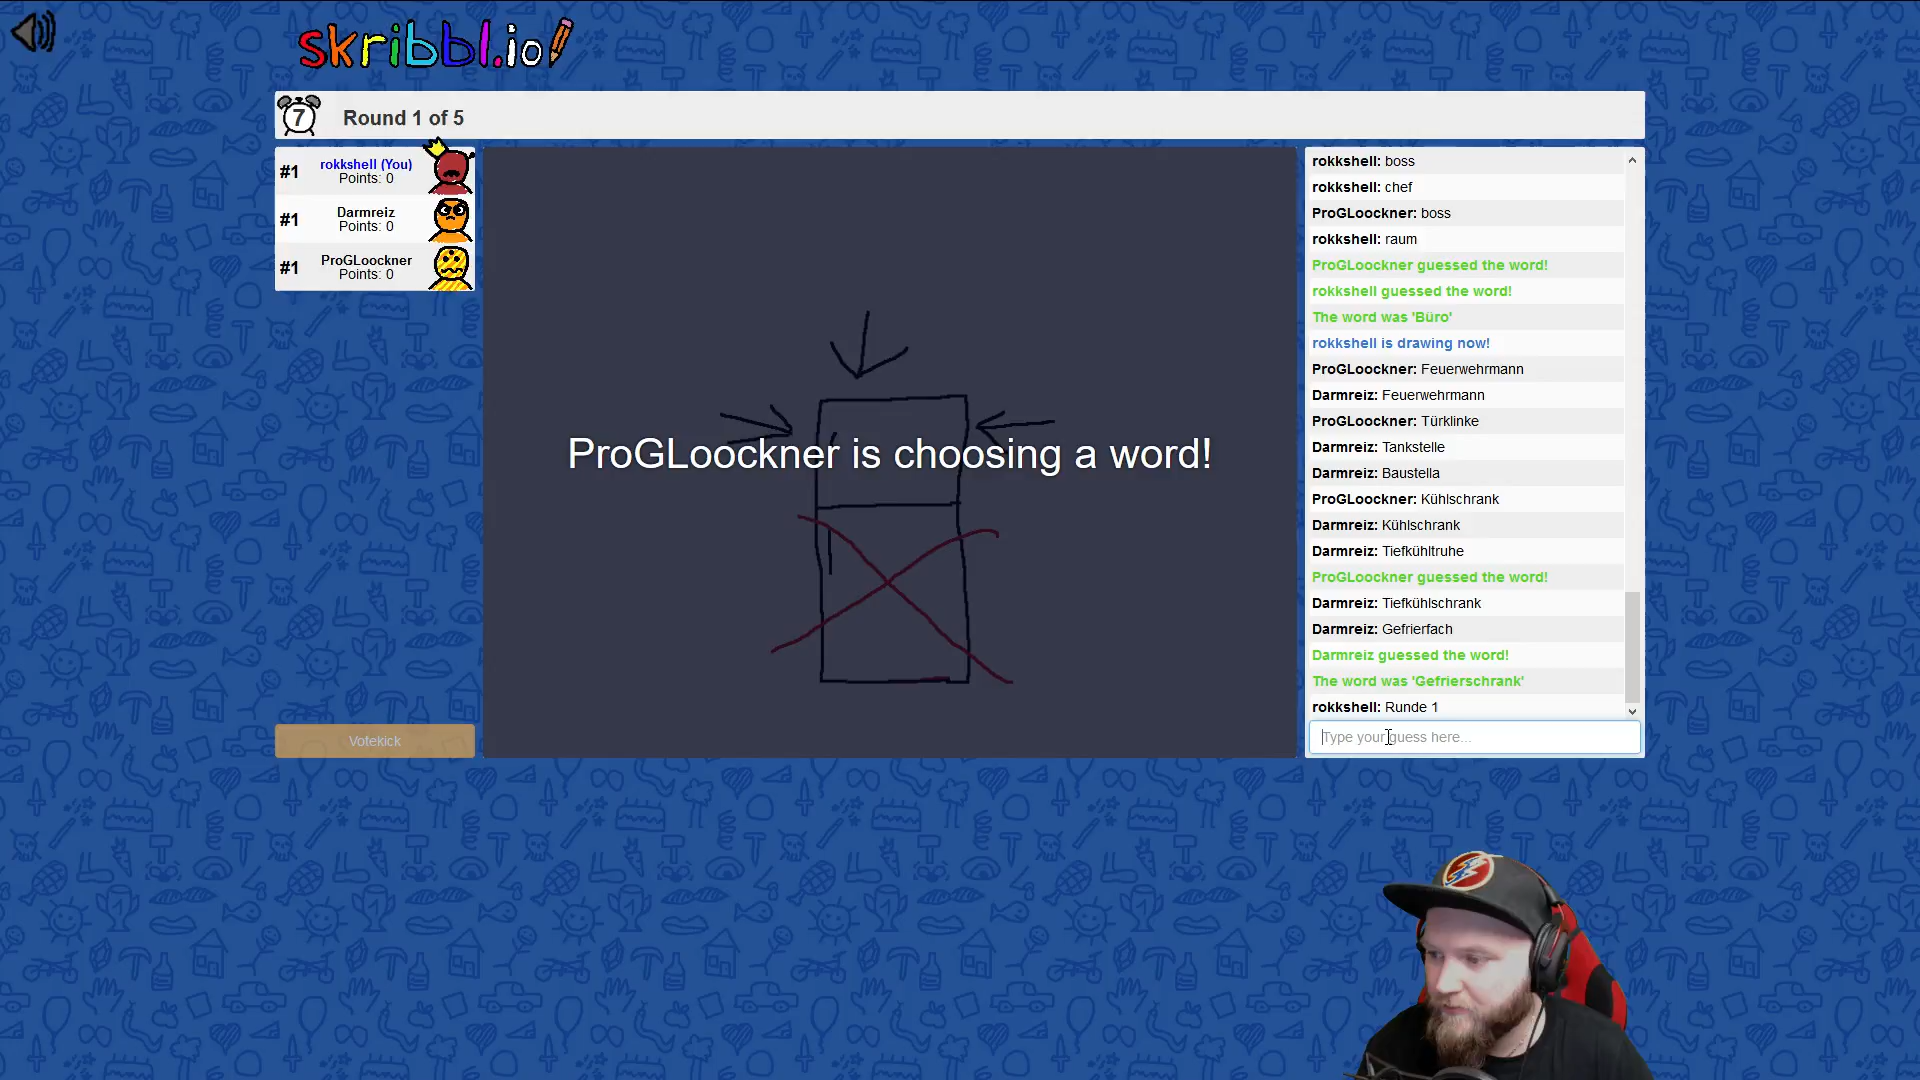 skribbl.io
7
Round 1 of 5
#1
rokkshell (You)
Points: 0
#1
Darmreiz
Points: 0
#1
ProGLoockner
Points: 0
Votekick
ProGLoockner is choosing a word!
rokkshell: boss
rokkshell: chef
ProGLoockner: boss
rokkshell: raum
ProGLoockner guessed the word!
rokkshell guessed the word!
The word was 'Büro'
rokkshell is drawing now!
ProGLoockner: Feuerwehrmann
Darmreiz: Feuerwehrmann
ProGLoockner: Türklinke
Darmreiz: Tankstelle
Darmreiz: Baustella
ProGLoockner: Kühlschrank
Darmreiz: Kühlschrank
Darmreiz: Tiefkühltruhe
ProGLoockner guessed the word!
Darmreiz: Tiefkühlschrank
Darmreiz: Gefrierfach
Darmreiz guessed the word!
The word was 'Gefrierschrank'
rokkshell: Runde 1
Type your guess here...